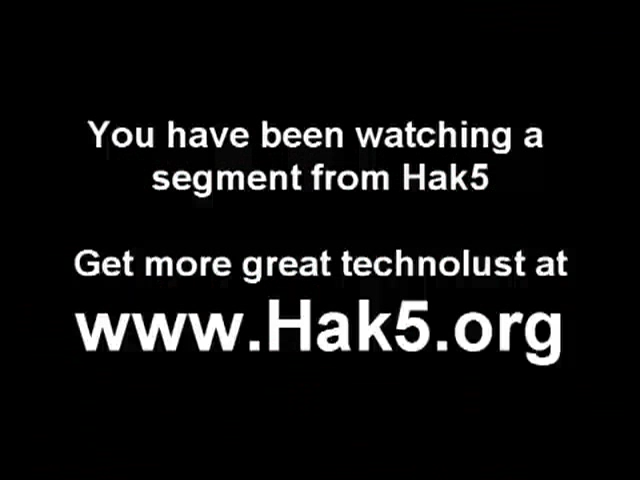 You have been watching a
segment from Hak5
Get more great technolust at
www.Hak5.org